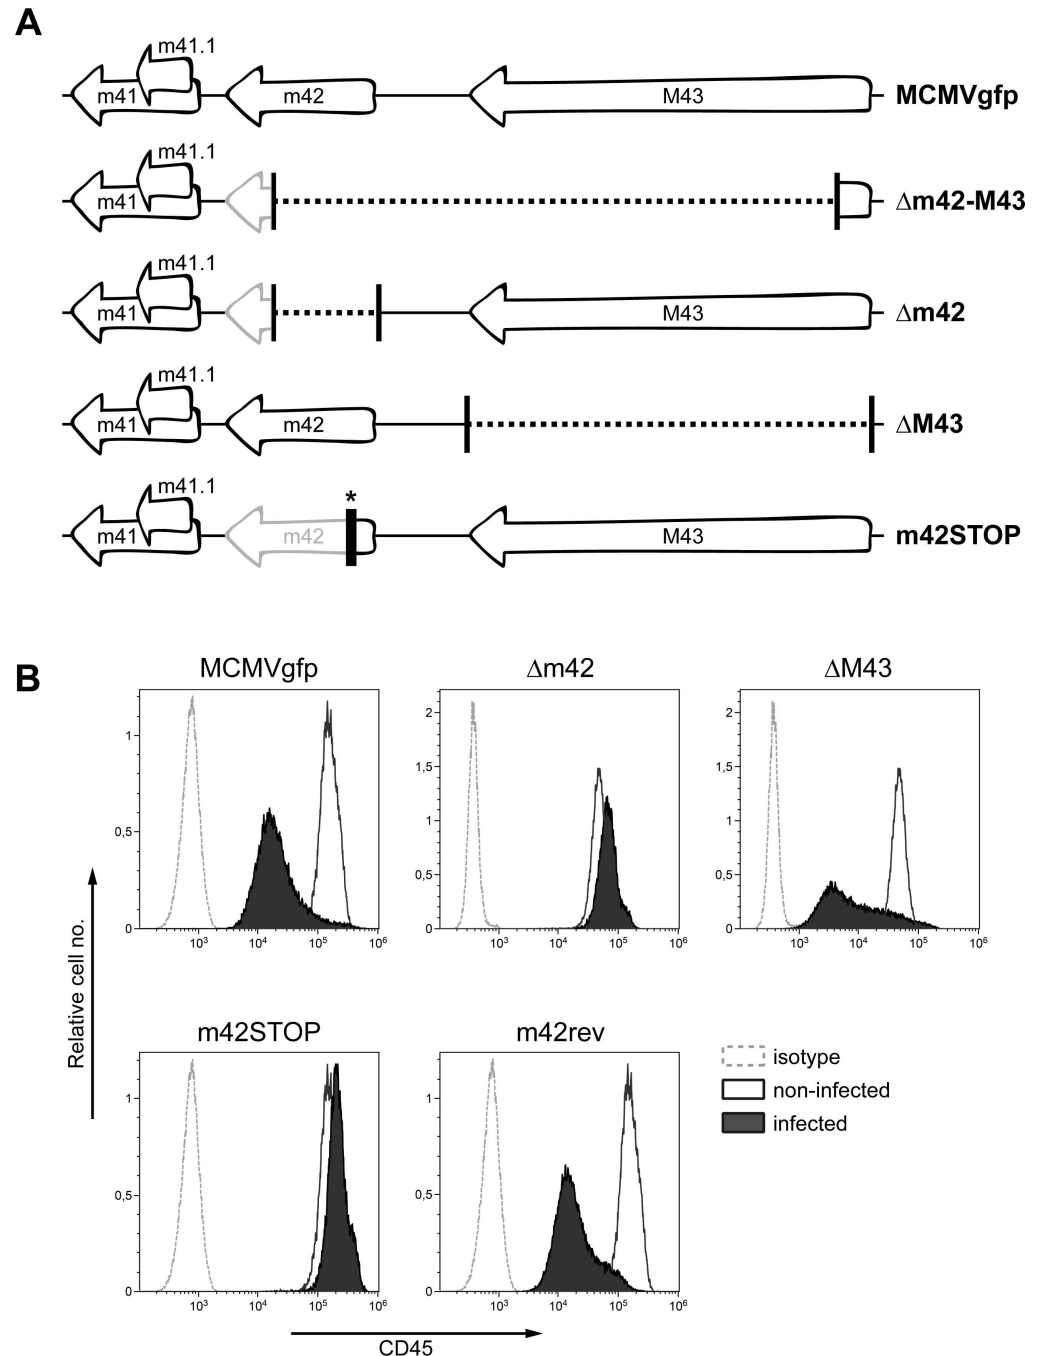 A
m41.1
m41
m42
M43
MCMVgfp
m41.1
m41
Δm42-M43
m41.1
m41
M43
Δm42
m41.1
m41
m42
ΔM43
m41.1
*
m41
m42
M43
m42STOP
B
MCMVgfp
Δm42
ΔM43
1
0,5
0
10³ 10⁴ 10⁵ 10⁶
2
1,5
1
0,5
0
10³ 10⁴ 10⁵ 10⁶
2
1,5
1
0,5
0
10³ 10⁴ 10⁵ 10⁶
Relative cell no.
m42STOP
m42rev
1
0,5
0
10³ 10⁴ 10⁵ 10⁶
1
0,5
0
10³ 10⁴ 10⁵ 10⁶
isotype
non-infected
infected
CD45